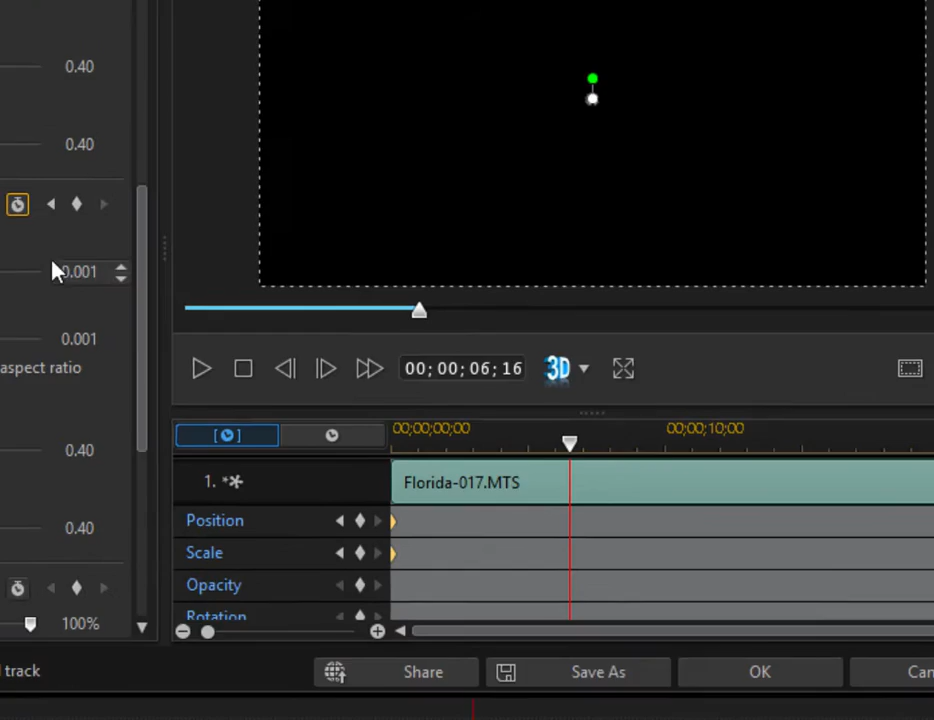 0.40
0.40
0.001
0.001
aspect ratio
0.40
0.40
100%
track
00;00;06;16
3D
00;00;00;00
00;00;10;00
1.
Florida-017.MTS
Position
Scale
Opacity
Rotation
Share
Save As
OK
Can